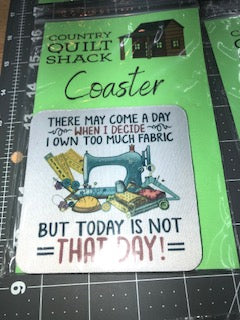 COUNTRY
QUILT
SHACK
Coaster
THERE MAY COME A DAY
WHEN I DECIDE
I OWN TOO MUCH FABRIC
BUT TODAY IS NOT
THAT DAY!